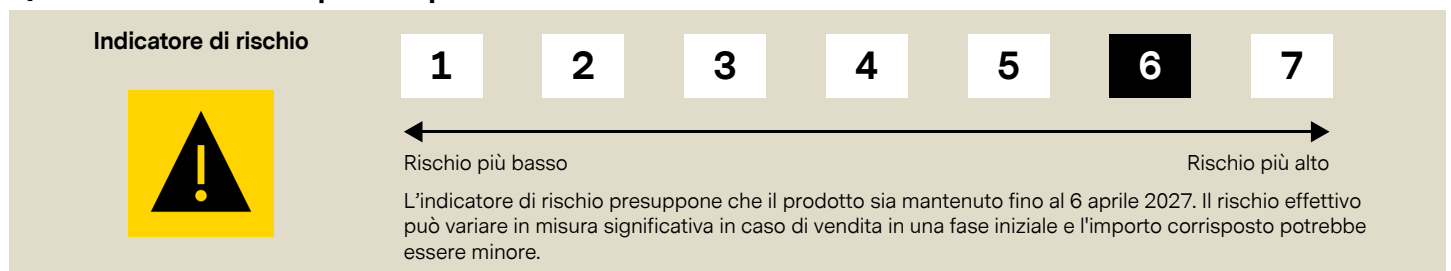 Indicatore di rischio
1 2 3 4 5 6 7
Rischio più basso Rischio più alto
L'indicatore di rischio presuppone che il prodotto sia mantenuto fino al 6 aprile 2027. Il rischio effettivo
può variare in misura significativa in caso di vendita in una fase iniziale e l'importo corrisposto potrebbe
essere minore.